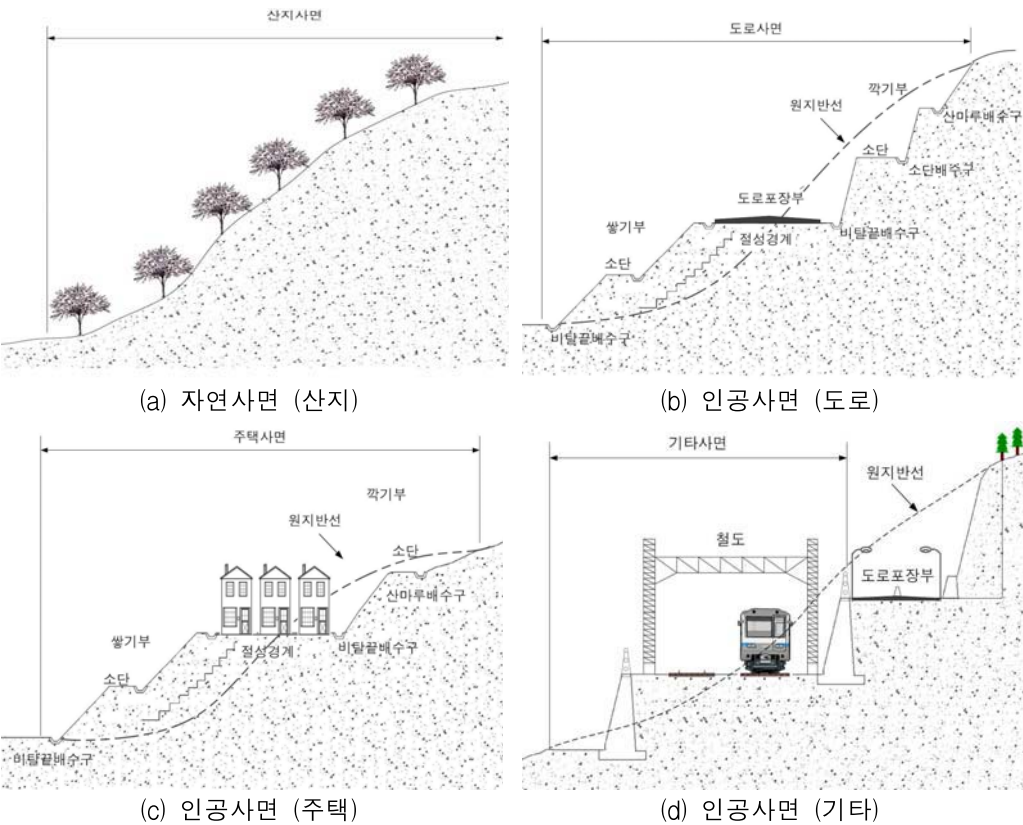 산지사면
(a) 자연사면 (산지)
도로사면
깍기부
원지반선
산마루배수구
소단
소단배수구
도로포장부
쌓기부
절성경계
비탈끝배수구
소단
비탈끝배수구
(b) 인공사면 (도로)
주택사면
깍기부
원지반선
소단
산마루배수구
쌓기부
절성경계
비탈끝배수구
소단
비탈끝배수구
(c) 인공사면 (주택)
기타사면
원지반선
철도
도로포장부
(d) 인공사면 (기타)